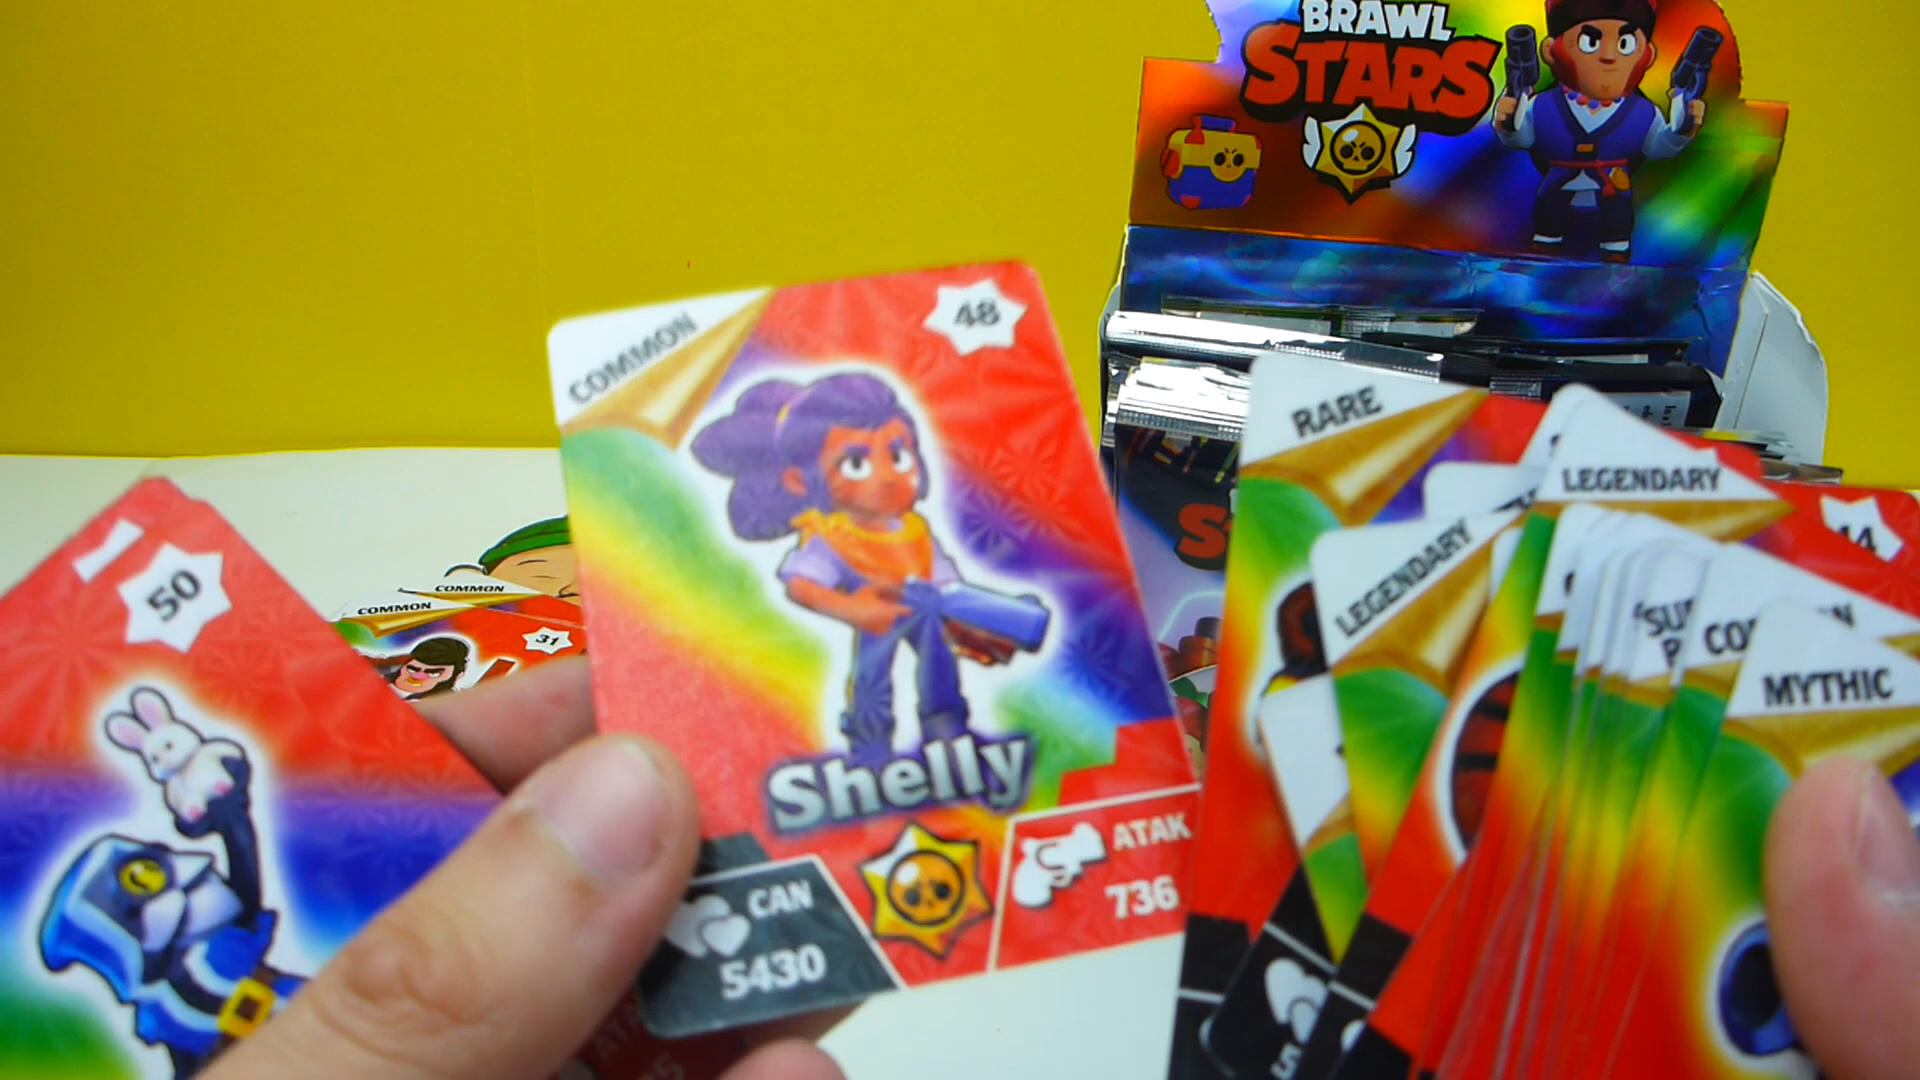 BRAWL
STARS
COMMON
48
Shelly
CAN
5430
ATAK
736
50
COMMON
COMMON
31
RARE
LEGENDARY
LEGENDARY
MYTHIC